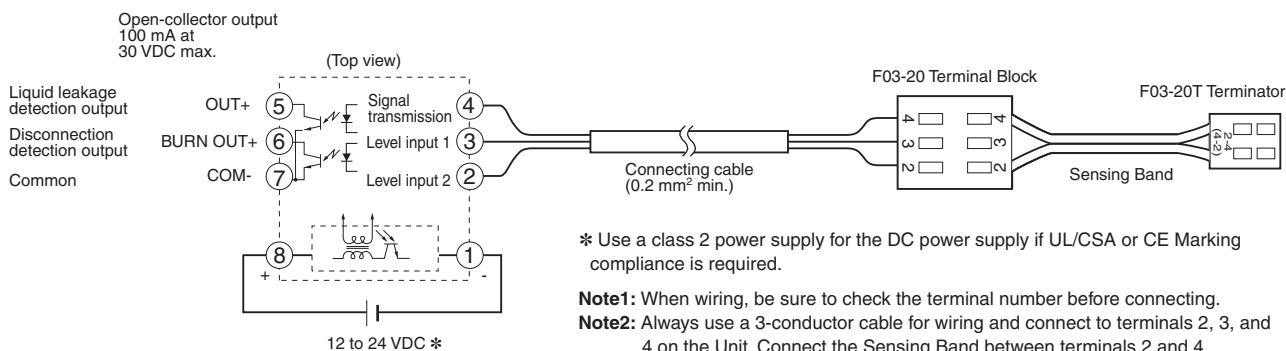 Open-collector output
100 mA at
30 VDC max.
(Top view)
F03-20 Terminal Block
F03-20T Terminator
Liquid leakage
detection output
OUT+
5
Signal
transmission
4
Disconnection
detection output
BURN OUT+
6
Level input 1
3
Common
COM-
7
Level input 2
2
Connecting cable
(0.2 mm² min.)
4
3
2
4
3
2
Sensing Band
2-4
(4-2)
8
1
+
-
12 to 24 VDC ✻
✻ Use a class 2 power supply for the DC power supply if UL/CSA or CE Marking
compliance is required.
Note1: When wiring, be sure to check the terminal number before connecting.
Note2: Always use a 3-conductor cable for wiring and connect to terminals 2, 3, and
4 on the Unit. Connect the Sensing Band between terminals 2 and 4